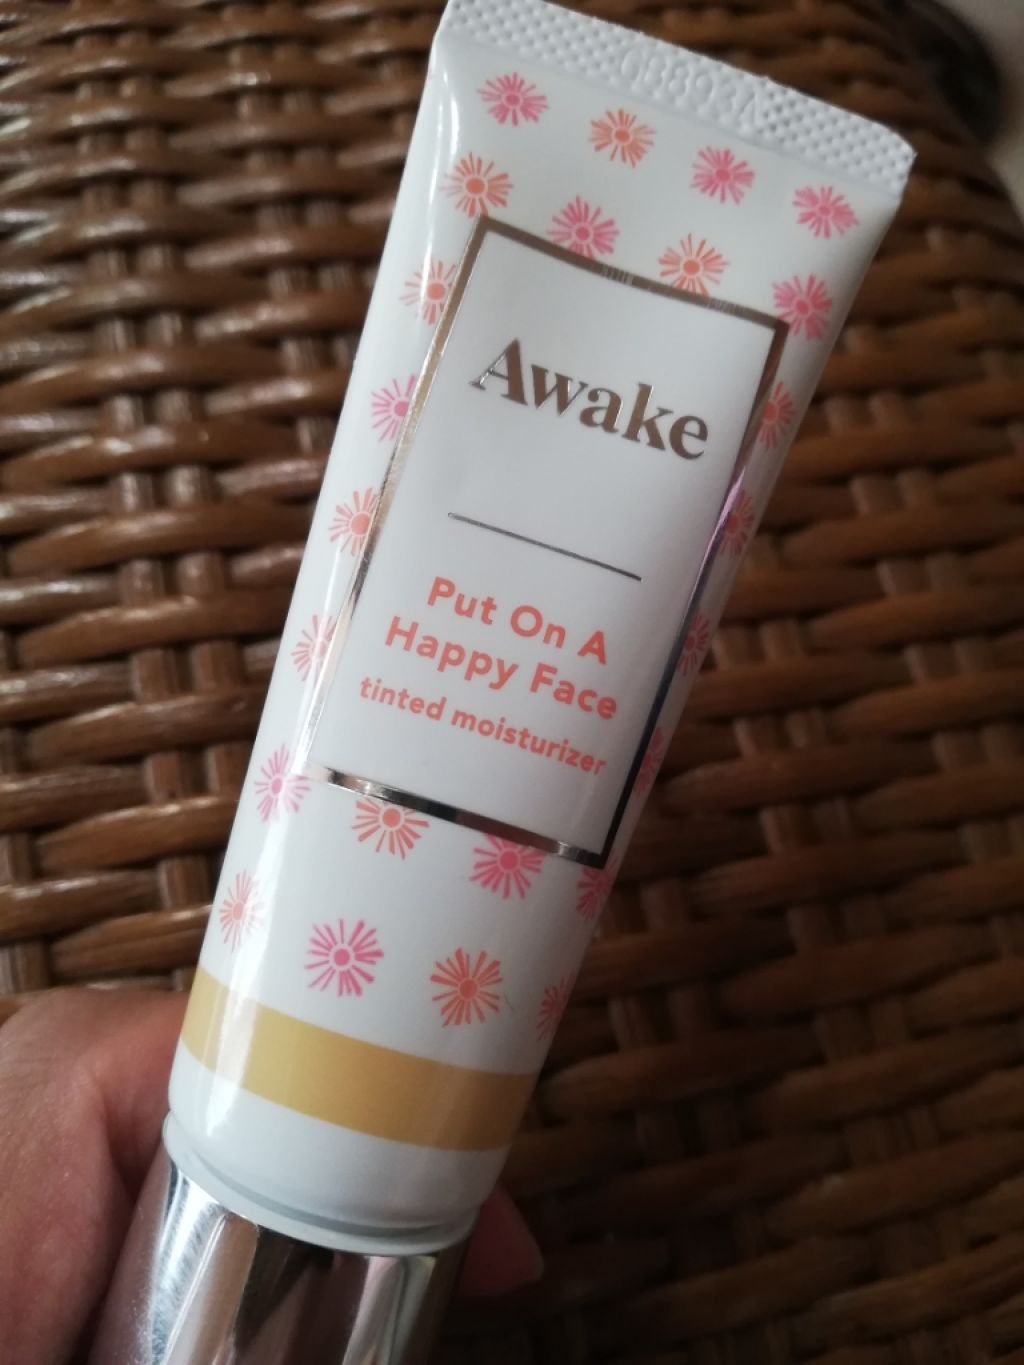 Awake
Put On A
Happy Face
tinted moisturizer